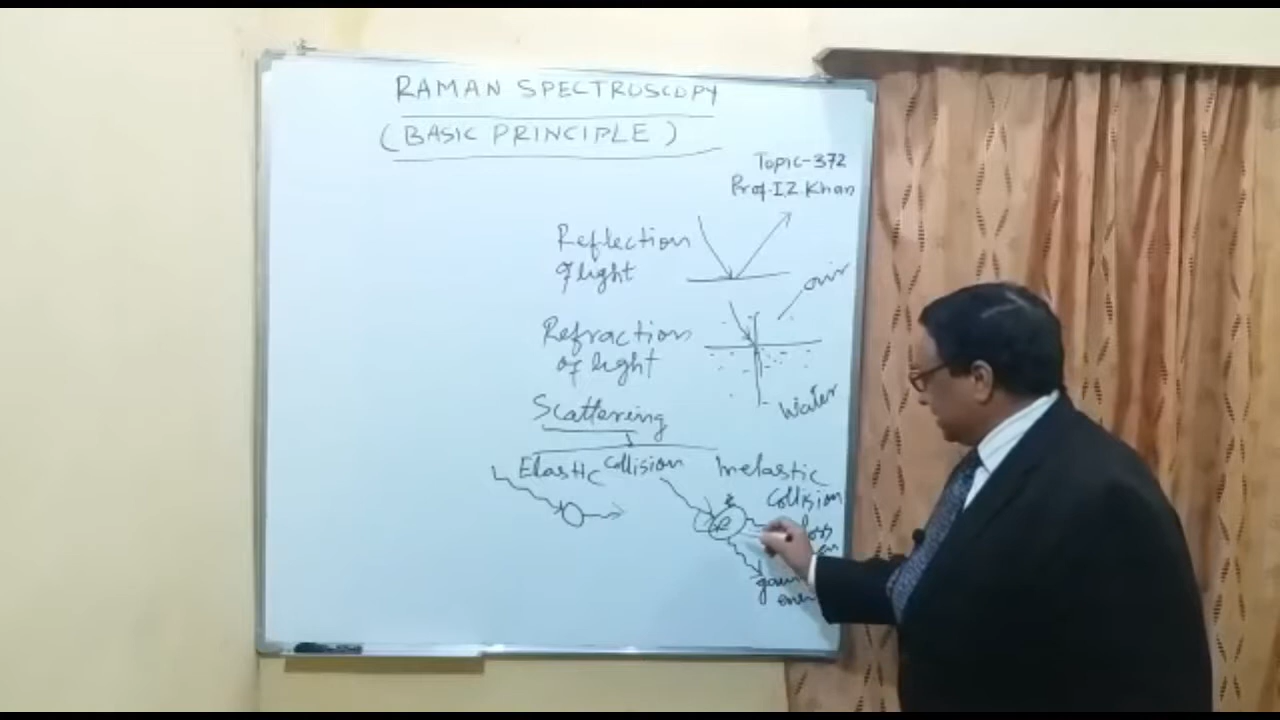 RAMAN SPECTROSCOPY
(BASIC PRINCIPLE)
Topic-372
Prof. I.Z. Khan
Reflection
of light
air
Refraction
of light
Water
Scattering
Elastic Collision
Inelastic
Collision
loss
gain